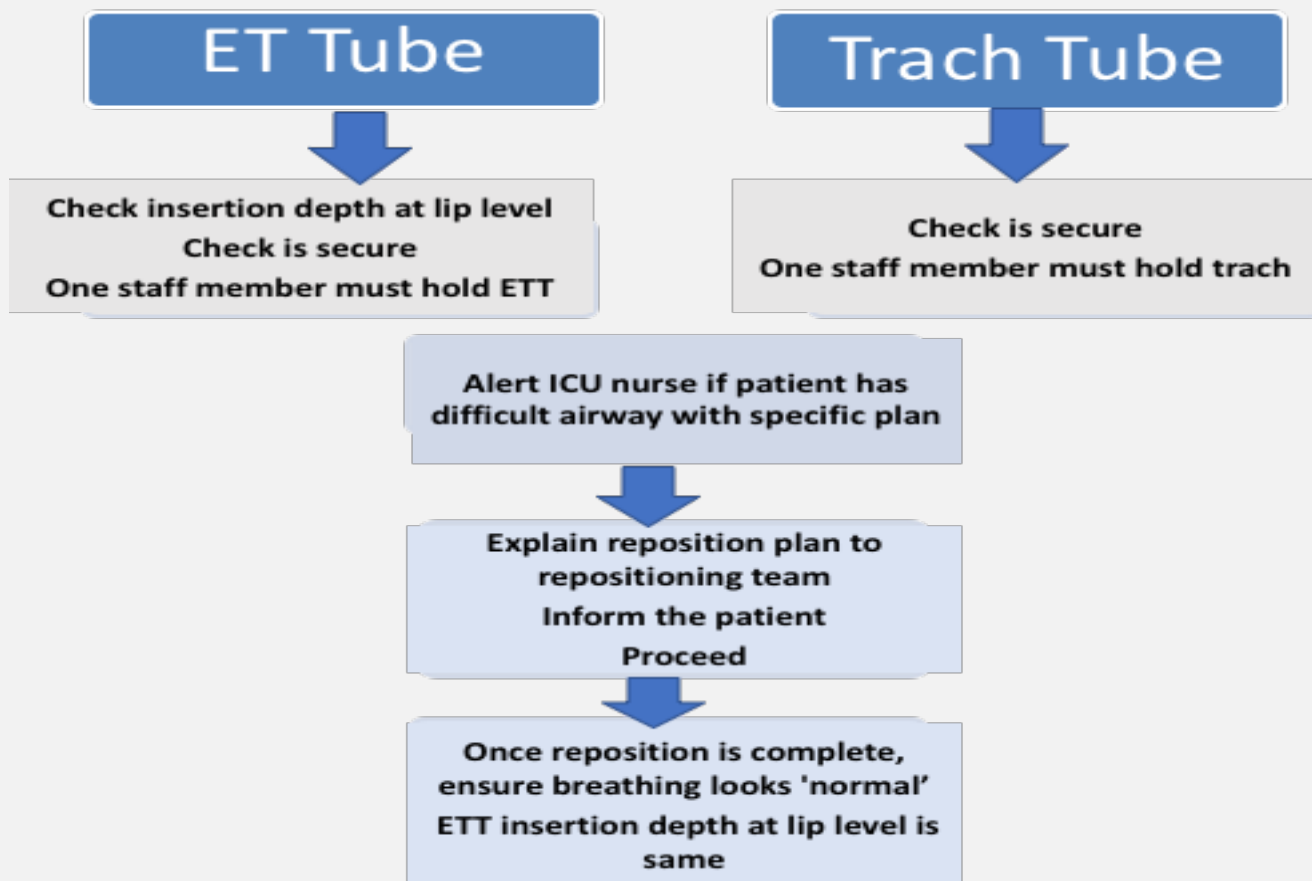 ET Tube
Trach Tube
Check insertion depth at lip level
Check is secure
One staff member must hold ETT
Check is secure
One staff member must hold trach
Alert ICU nurse if patient has
difficult airway with specific plan
Explain reposition plan to
repositioning team
Inform the patient
Proceed
Once reposition is complete,
ensure breathing looks 'normal’
ETT insertion depth at lip level is
same